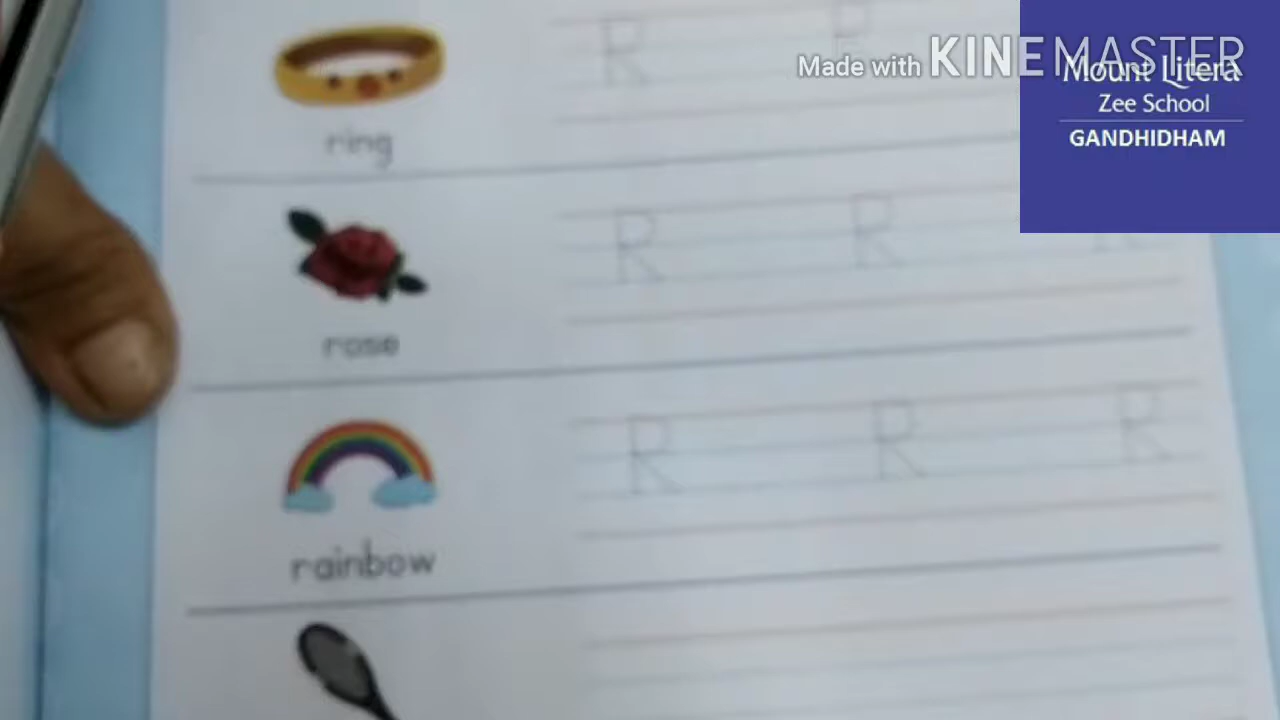 Made with KINEMASTER
Mount Litera
Zee School
GANDHIDHAM
R R
ring
R R R
rose
R R R
rainbow